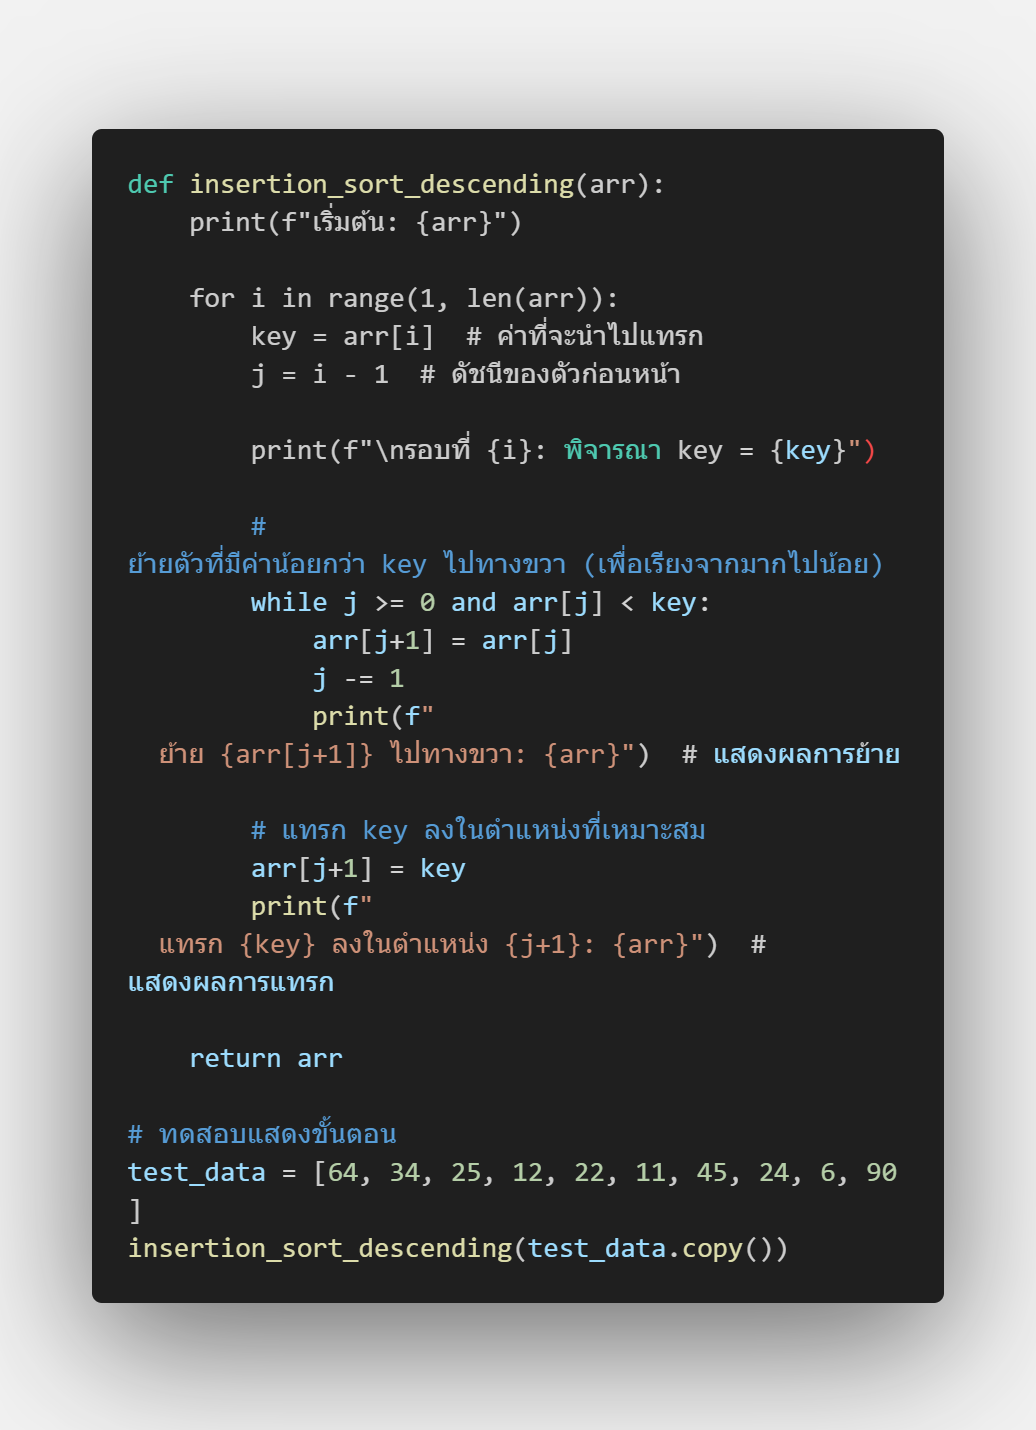 def insertion_sort_descending(arr):
    print(f"เริ่มต้น: {arr}")
    for i in range(1, len(arr)):
        key = arr[i]  # ค่าที่จะนำไปแทรก
        j = i - 1  # ดัชนีของตัวก่อนหน้า
        print(f"\nรอบที่ {i}: พิจารณา key = {key}")
        #
ย้ายตัวที่มีค่าน้อยกว่า key ไปทางขวา (เพื่อเรียงจากมากไปน้อย)
        while j >= 0 and arr[j] < key:
            arr[j+1] = arr[j]
            j -= 1
            print(f"
  ย้าย {arr[j+1]} ไปทางขวา: {arr}")  # แสดงผลการย้าย
        # แทรก key ลงในตำแหน่งที่เหมาะสม
        arr[j+1] = key
        print(f"
  แทรก {key} ลงในตำแหน่ง {j+1}: {arr}")  #
แสดงผลการแทรก
    return arr
# ทดสอบแสดงขั้นตอน
test_data = [64, 34, 25, 12, 22, 11, 45, 24, 6, 90
]
insertion_sort_descending(test_data.copy())